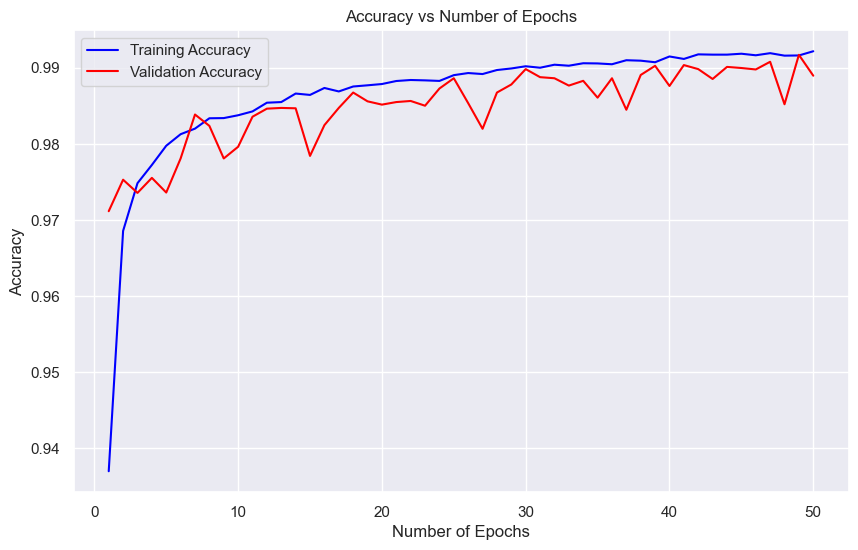 Accuracy vs Number of Epochs
Training Accuracy
Validation Accuracy
0.99
0.98
0.97
0.96
0.95
0.94
Accuracy
0 10 20 30 40 50
Number of Epochs